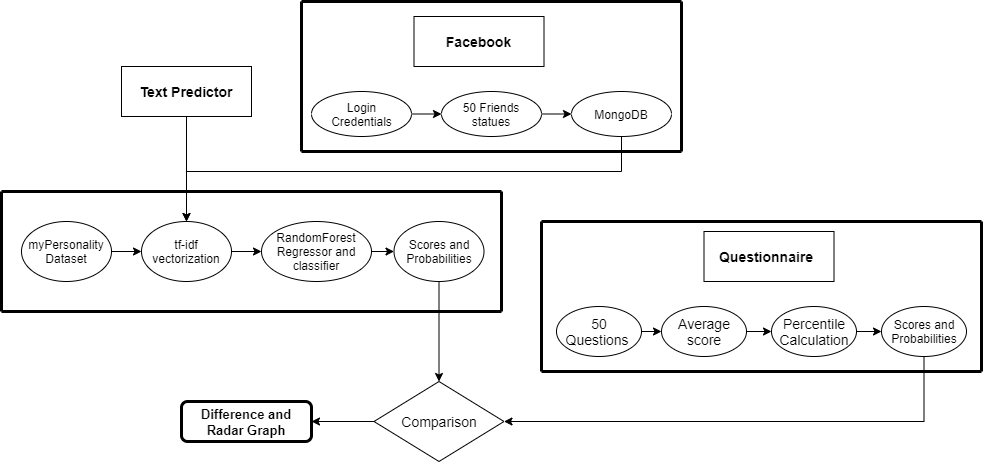 Facebook
Login
Credentials
50 Friends
statues
MongoDB
Text Predictor
myPersonality
Dataset
tf-idf
vectorization
RandomForest
Regressor and
classifier
Scores and
Probabilities
Questionnaire
50
Questions
Average
score
Percentile
Calculation
Scores and
Probabilities
Comparison
Difference and
Radar Graph